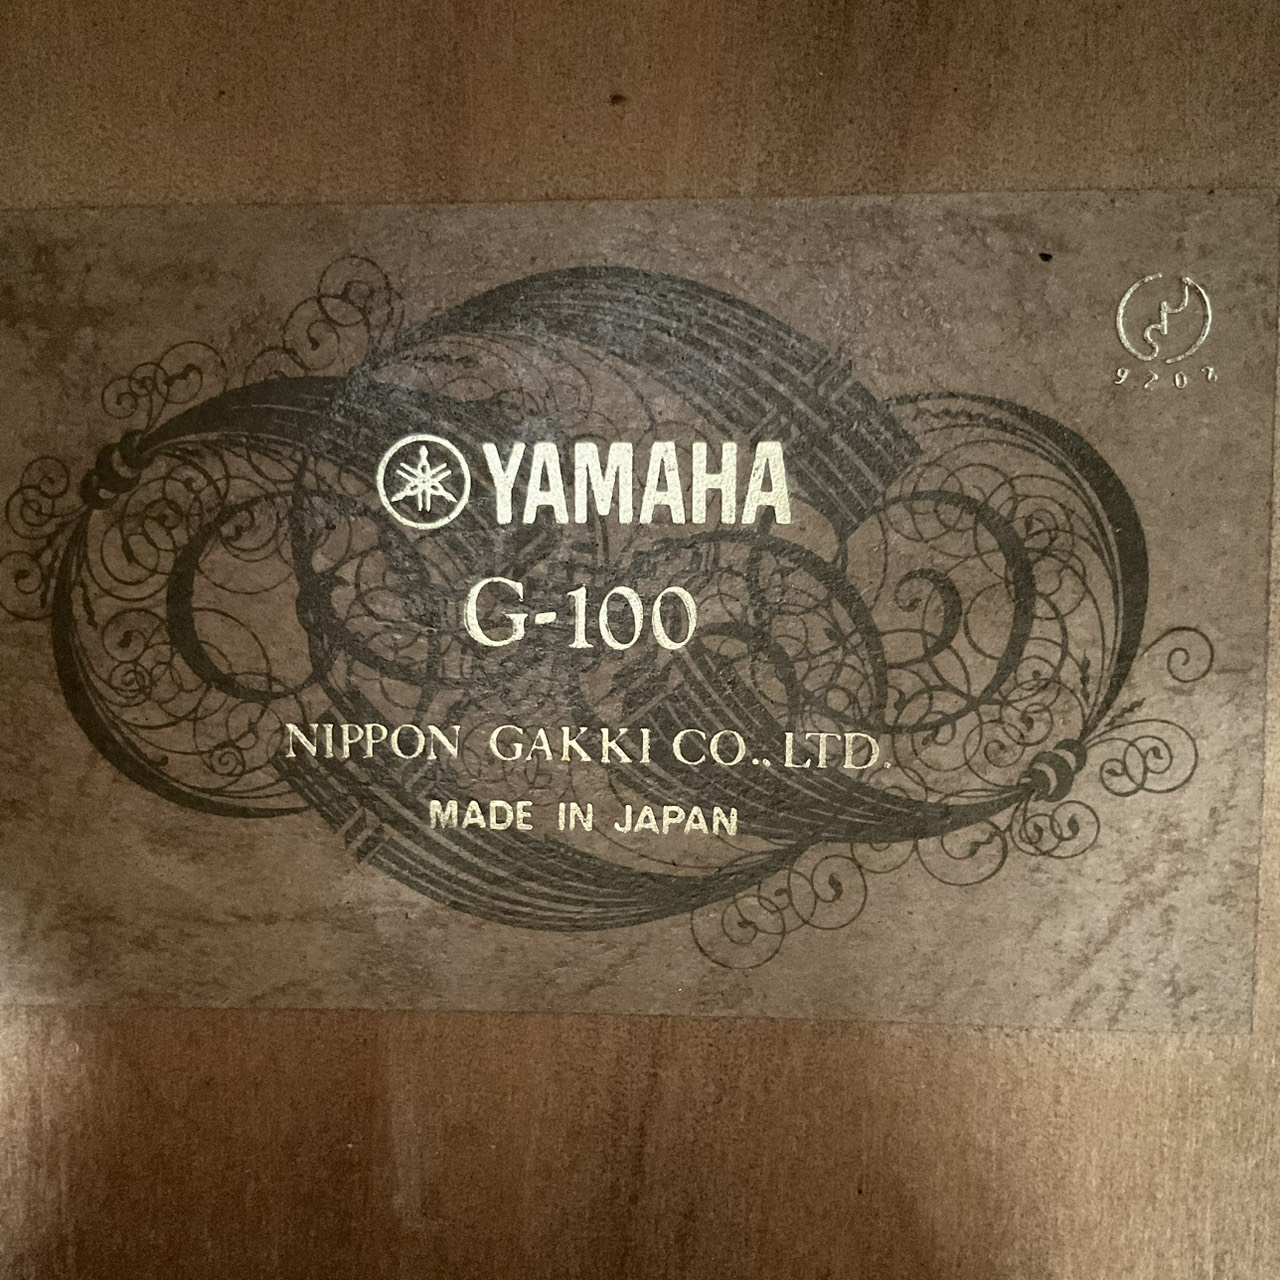 YAMAHA
G-100
NIPPON GAKKI CO., LTD.
MADE IN JAPAN